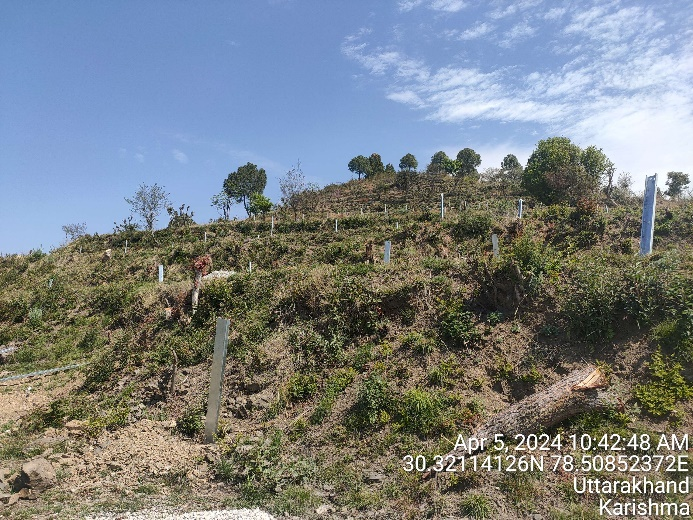 Apr 5, 2024 10:42:48 AM
30.32114126N 78.50852372E
Uttarakhand
Karishma